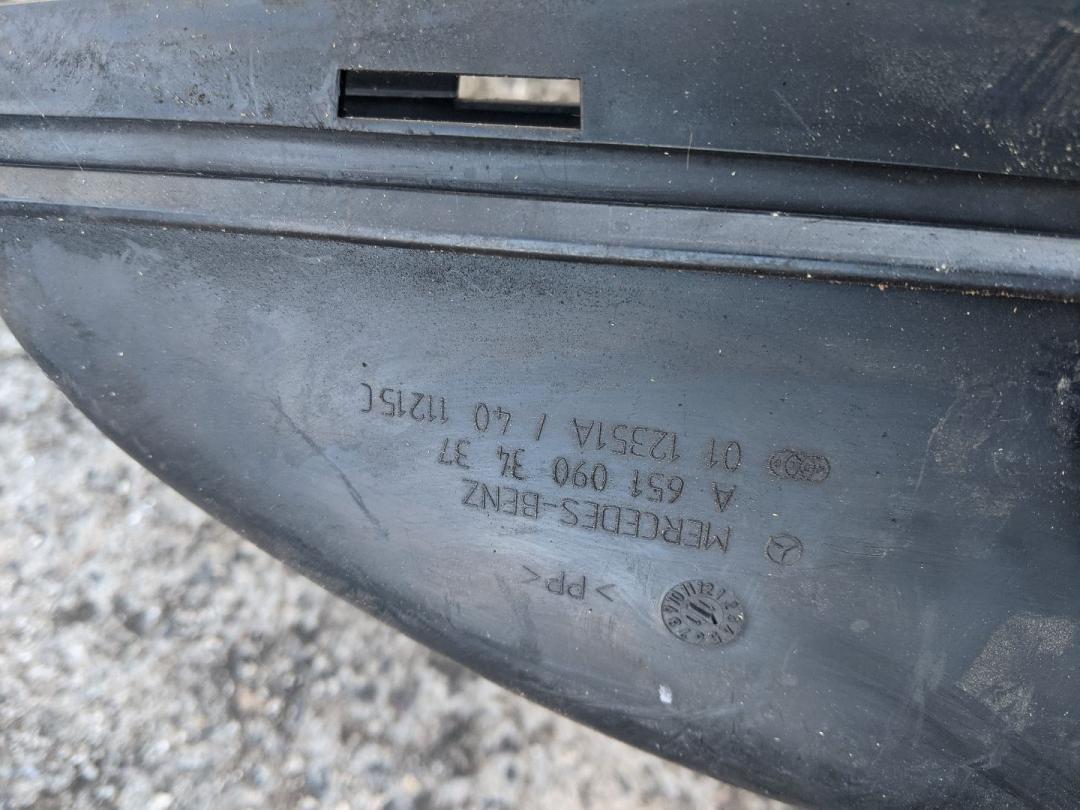 > PP <
MERCEDES-BENZ
A 651 090 34 37
01 12351A / 40 11215C